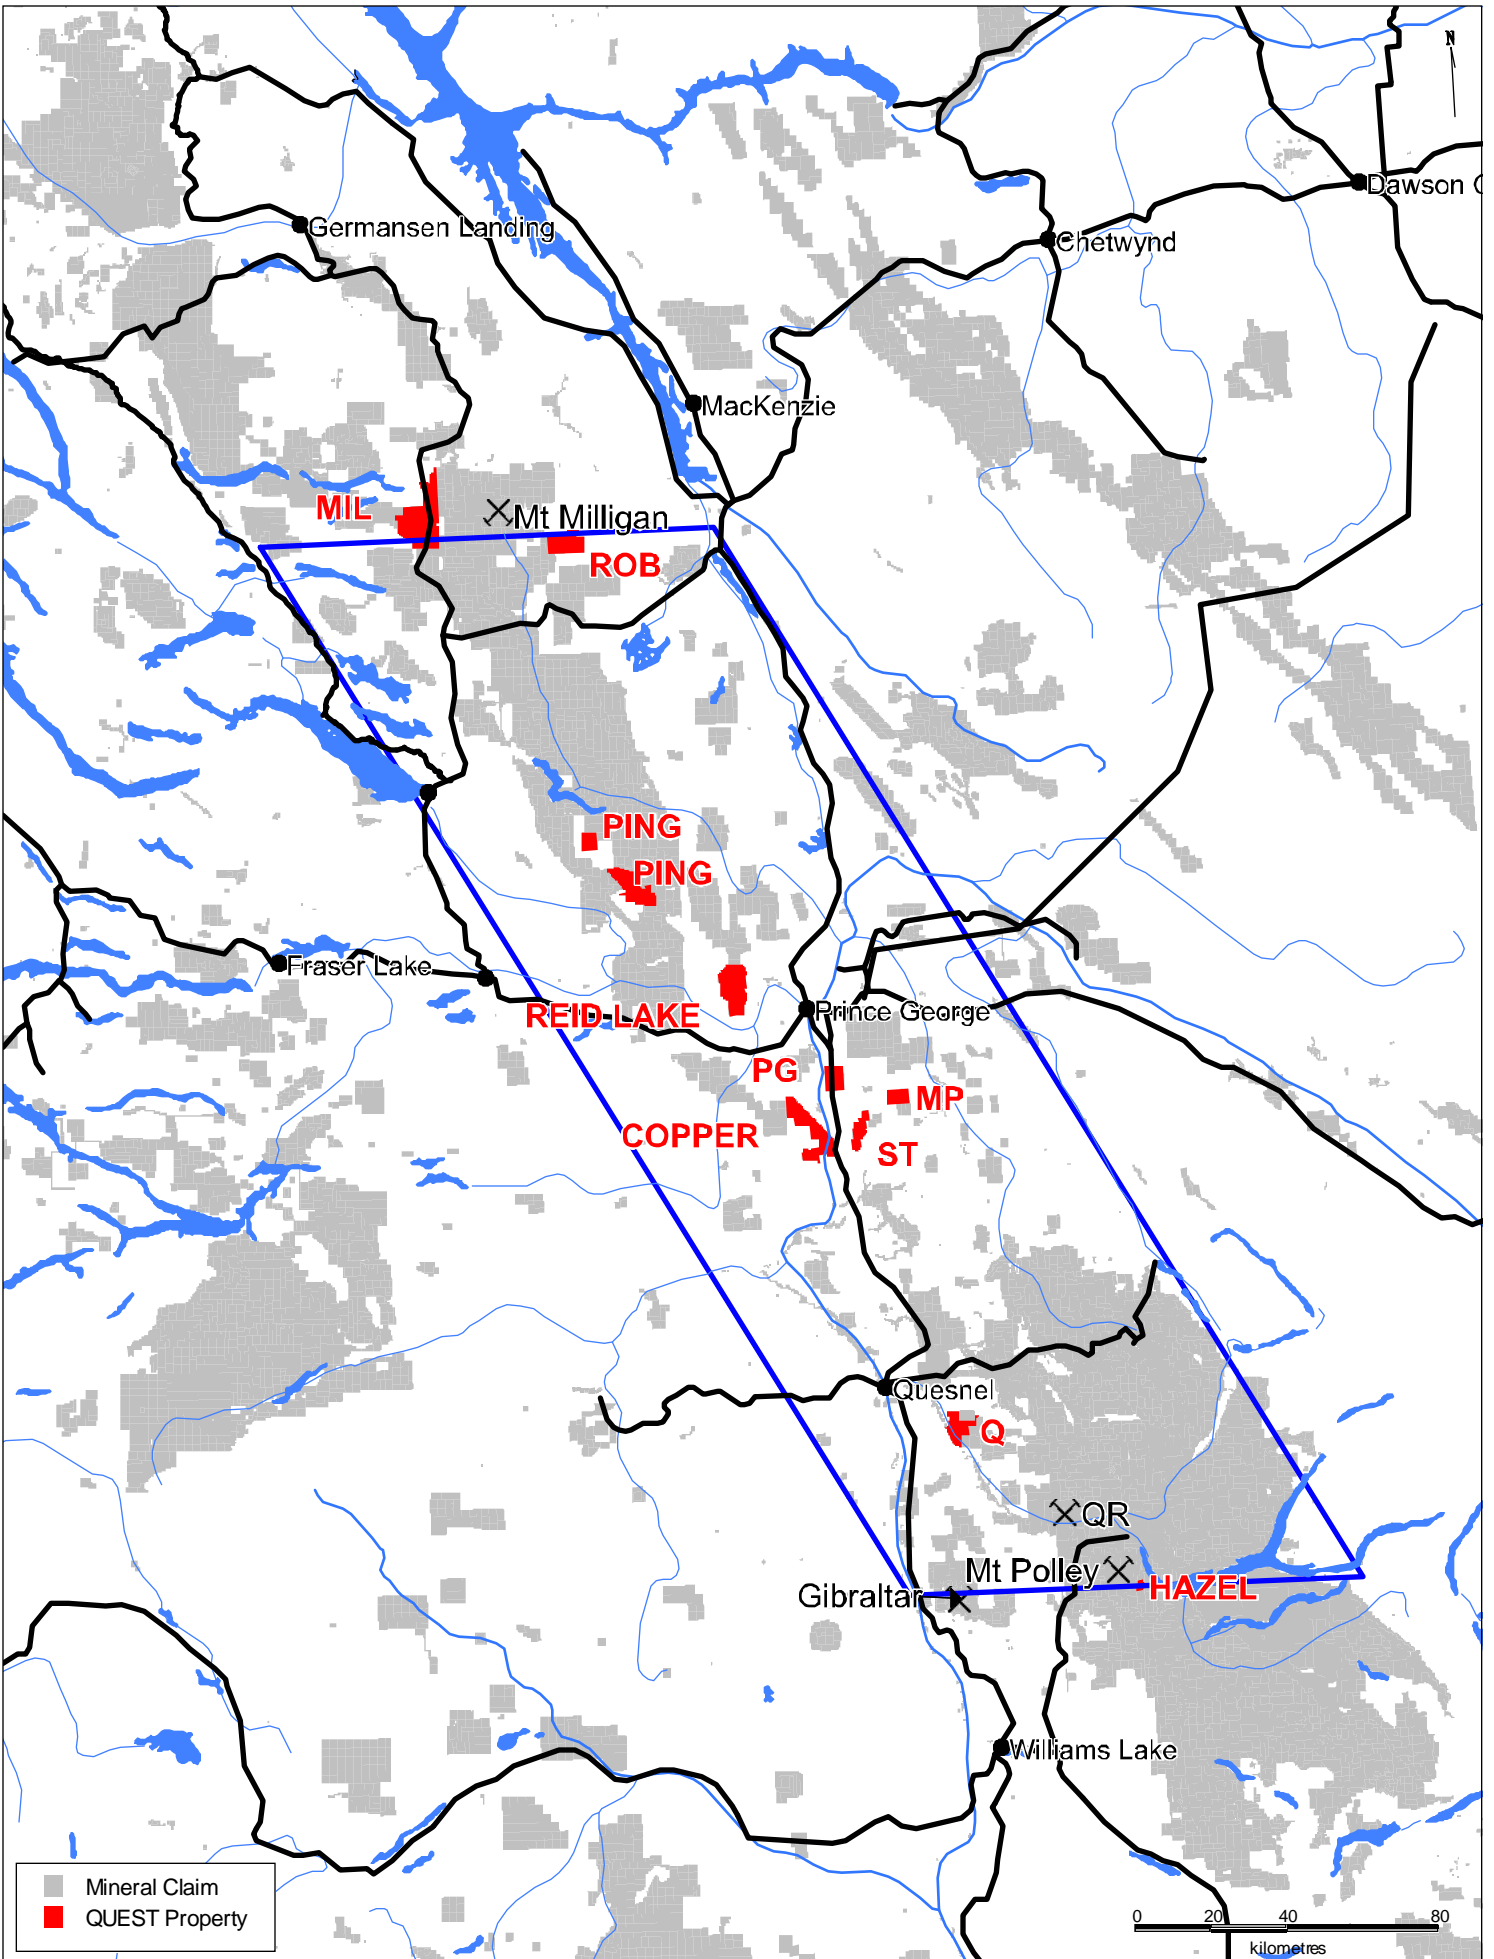 N
Dawson C
Germansen Landing
Chetwynd
MacKenzie
MIL
Mt Milligan
ROB
PING
PING
Fraser Lake
REID LAKE
Prince George
PG
MP
COPPER
ST
Quesnel
Q
QR
Mt Polley
HAZEL
Gibraltar
Williams Lake
Mineral Claim
QUEST Property
0 20 40 80
kilometres